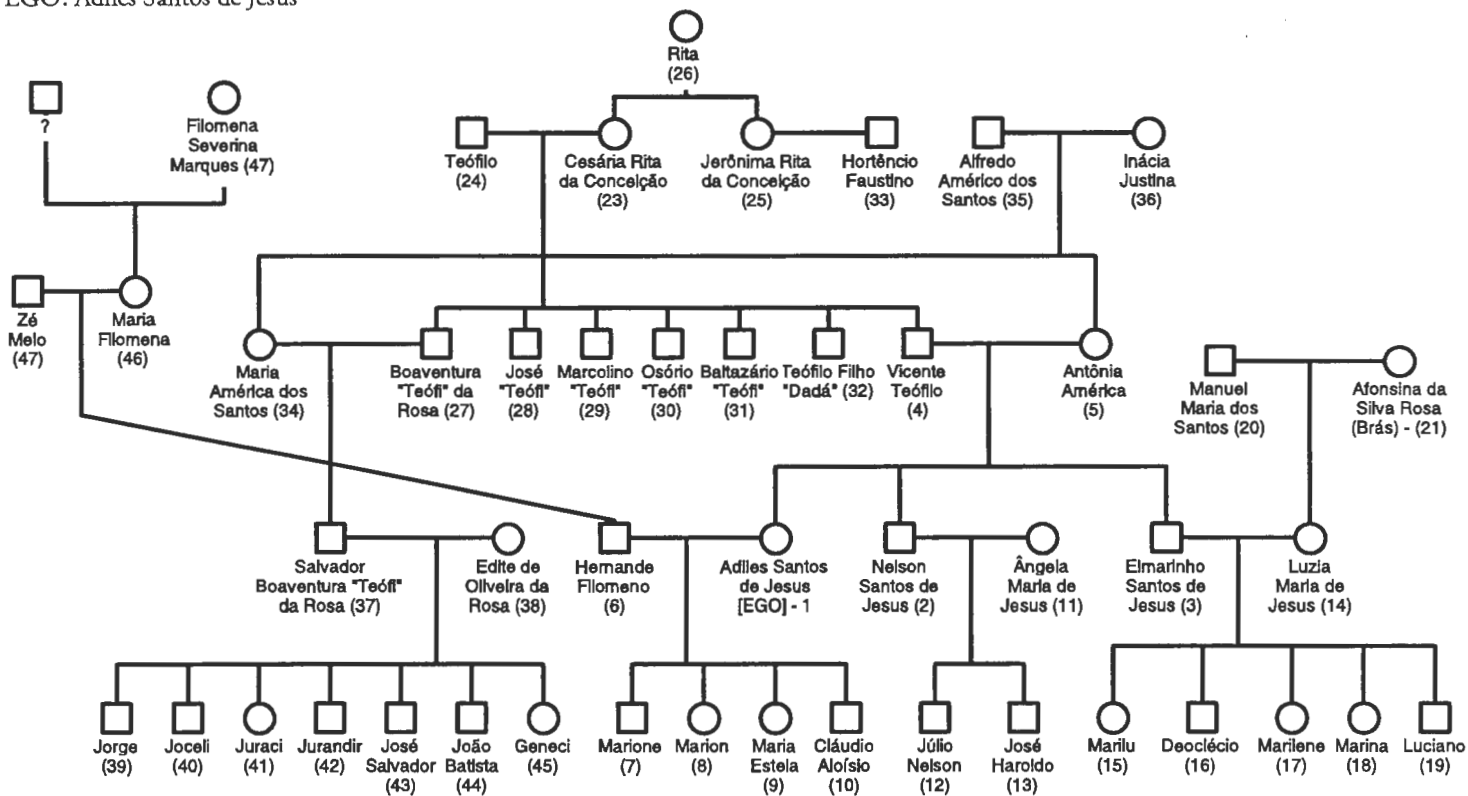 EGO: Adiles Santos de Jesus
Rita
(26)
?
Filomena
Severina
Marques (47)
Teófilo
(24)
Cesária Rita
da Conceição
(23)
Jerônima Rita
da Conceição
(25)
Hortêncio
Faustino
(33)
Alfredo
Américo dos
Santos (35)
Inácia
Justina
(36)
Zé
Melo
(47)
Maria
Filomena
(46)
Maria
América dos
Santos (34)
Boaventura
"Teófi" da
Rosa (27)
José
"Teófi"
(28)
Marcolino
"Teófi"
(29)
Osório
"Teófi"
(30)
Baltazário
"Teófi"
(31)
Teófilo Filho
"Dadá" (32)
Vicente
Teófilo
(4)
Antônia
América
(5)
Manuel
Maria dos
Santos (20)
Afonsina da
Silva Rosa
(Brás) - (21)
Salvador
Boaventura "Teófi"
da Rosa (37)
Edite de
Oliveira da
Rosa (38)
Hernande
Filomeno
(6)
Adiles Santos
de Jesus
[EGO] - 1
Nelson
Santos de
Jesus (2)
Ângela
Maria de
Jesus (11)
Elmarinho
Santos de
Jesus (3)
Luzia
Maria de
Jesus (14)
Jorge
(39)
Joceli
(40)
Juraci
(41)
Jurandir
(42)
José
Salvador
(43)
João
Batista
(44)
Geneci
(45)
Marione
(7)
Marion
(8)
Maria
Estela
(9)
Cláudio
Aloísio
(10)
Júlio
Nelson
(12)
José
Haroldo
(13)
Marilu
(15)
Deoclécio
(16)
Marilene
(17)
Marina
(18)
Luciano
(19)